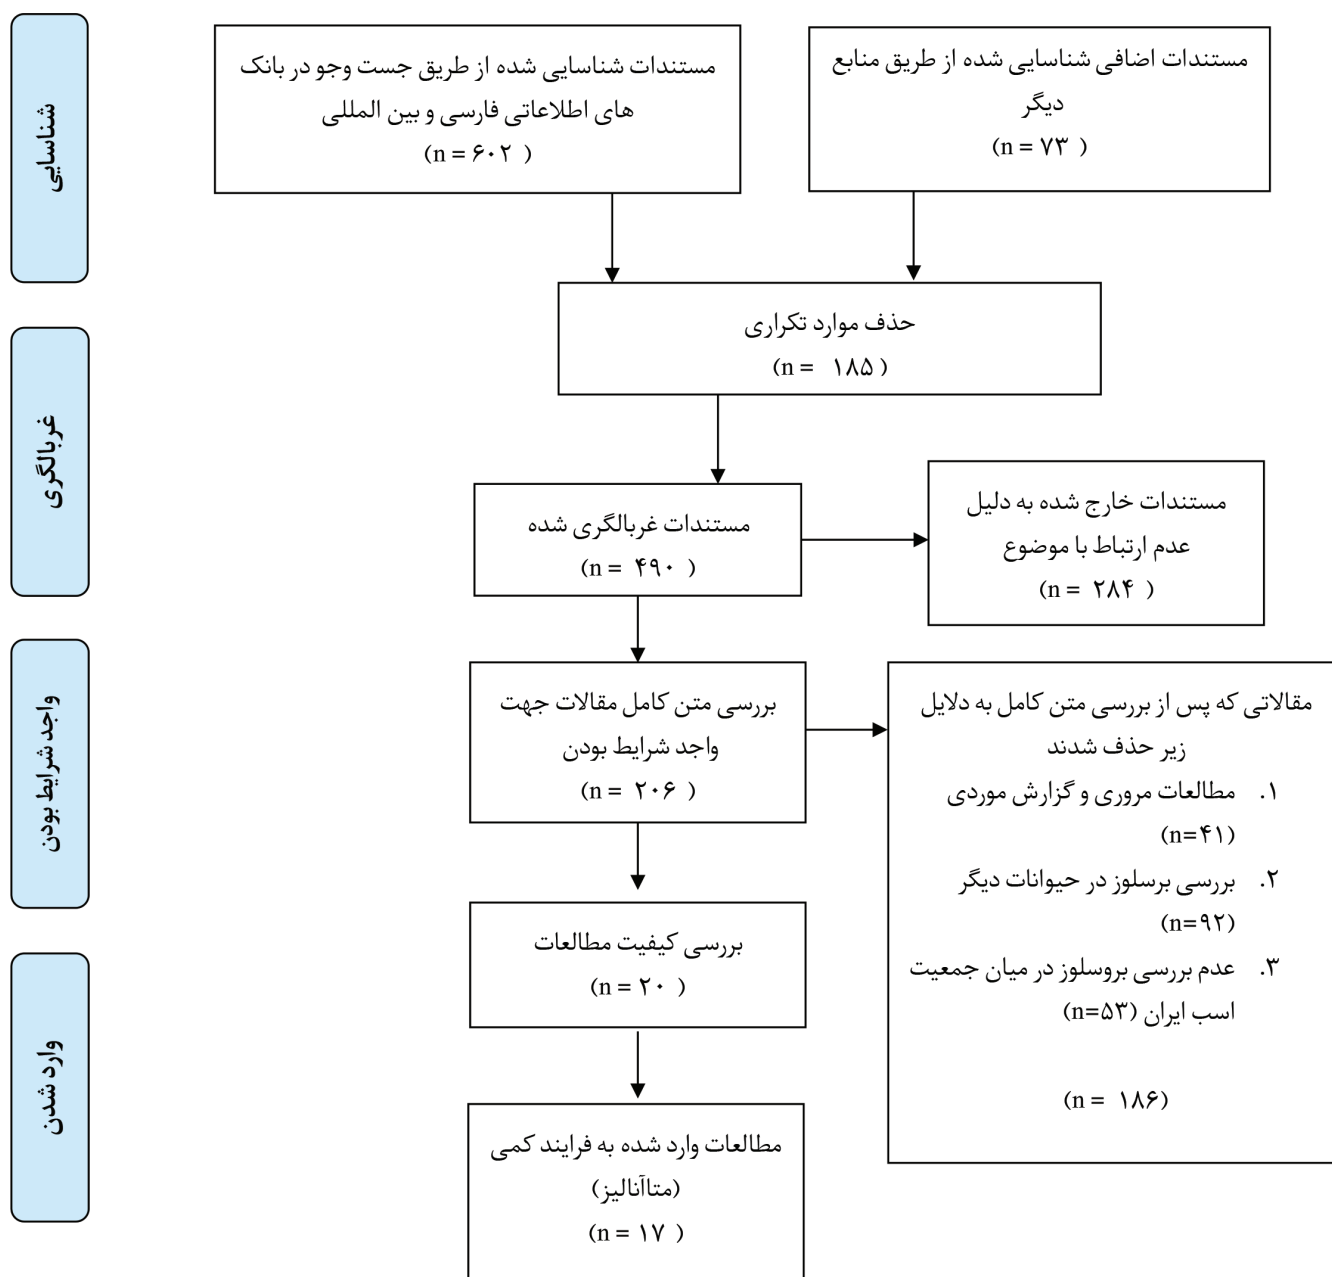 شناسایی
مستندات شناسایی شده از طریق جست وجو در بانک
های اطلاعاتی فارسی و بین المللی
(n = ۶۰۲ )
مستندات اضافی شناسایی شده از طریق منابع
دیگر
(n = ۷۳ )
حذف موارد تکراری
(n = ۱۸۵ )
غربالگری
مستندات غربالگری شده
(n = ۴۹۰ )
مستندات خارج شده به دلیل
عدم ارتباط با موضوع
(n = ۲۸۴ )
واجد شرایط بودن
بررسی متن کامل مقالات جهت
واجد شرایط بودن
(n = ۲۰۶ )
مقالاتی که پس از بررسی متن کامل به دلایل
زیر حذف شدند
۱. مطالعات مروری و گزارش موردی
(n=۴۱)
۲. بررسی برسلوز در حیوانات دیگر
(n=۹۲)
۳. عدم بررسی بروسلوز در میان جمعیت
اسب ایران (n=۵۳)
(n = ۱۸۶)
بررسی کیفیت مطالعات
(n = ۲۰ )
وارد شدن
مطالعات وارد شده به فرایند کمی
(متاآنالیز)
(n = ۱۷ )